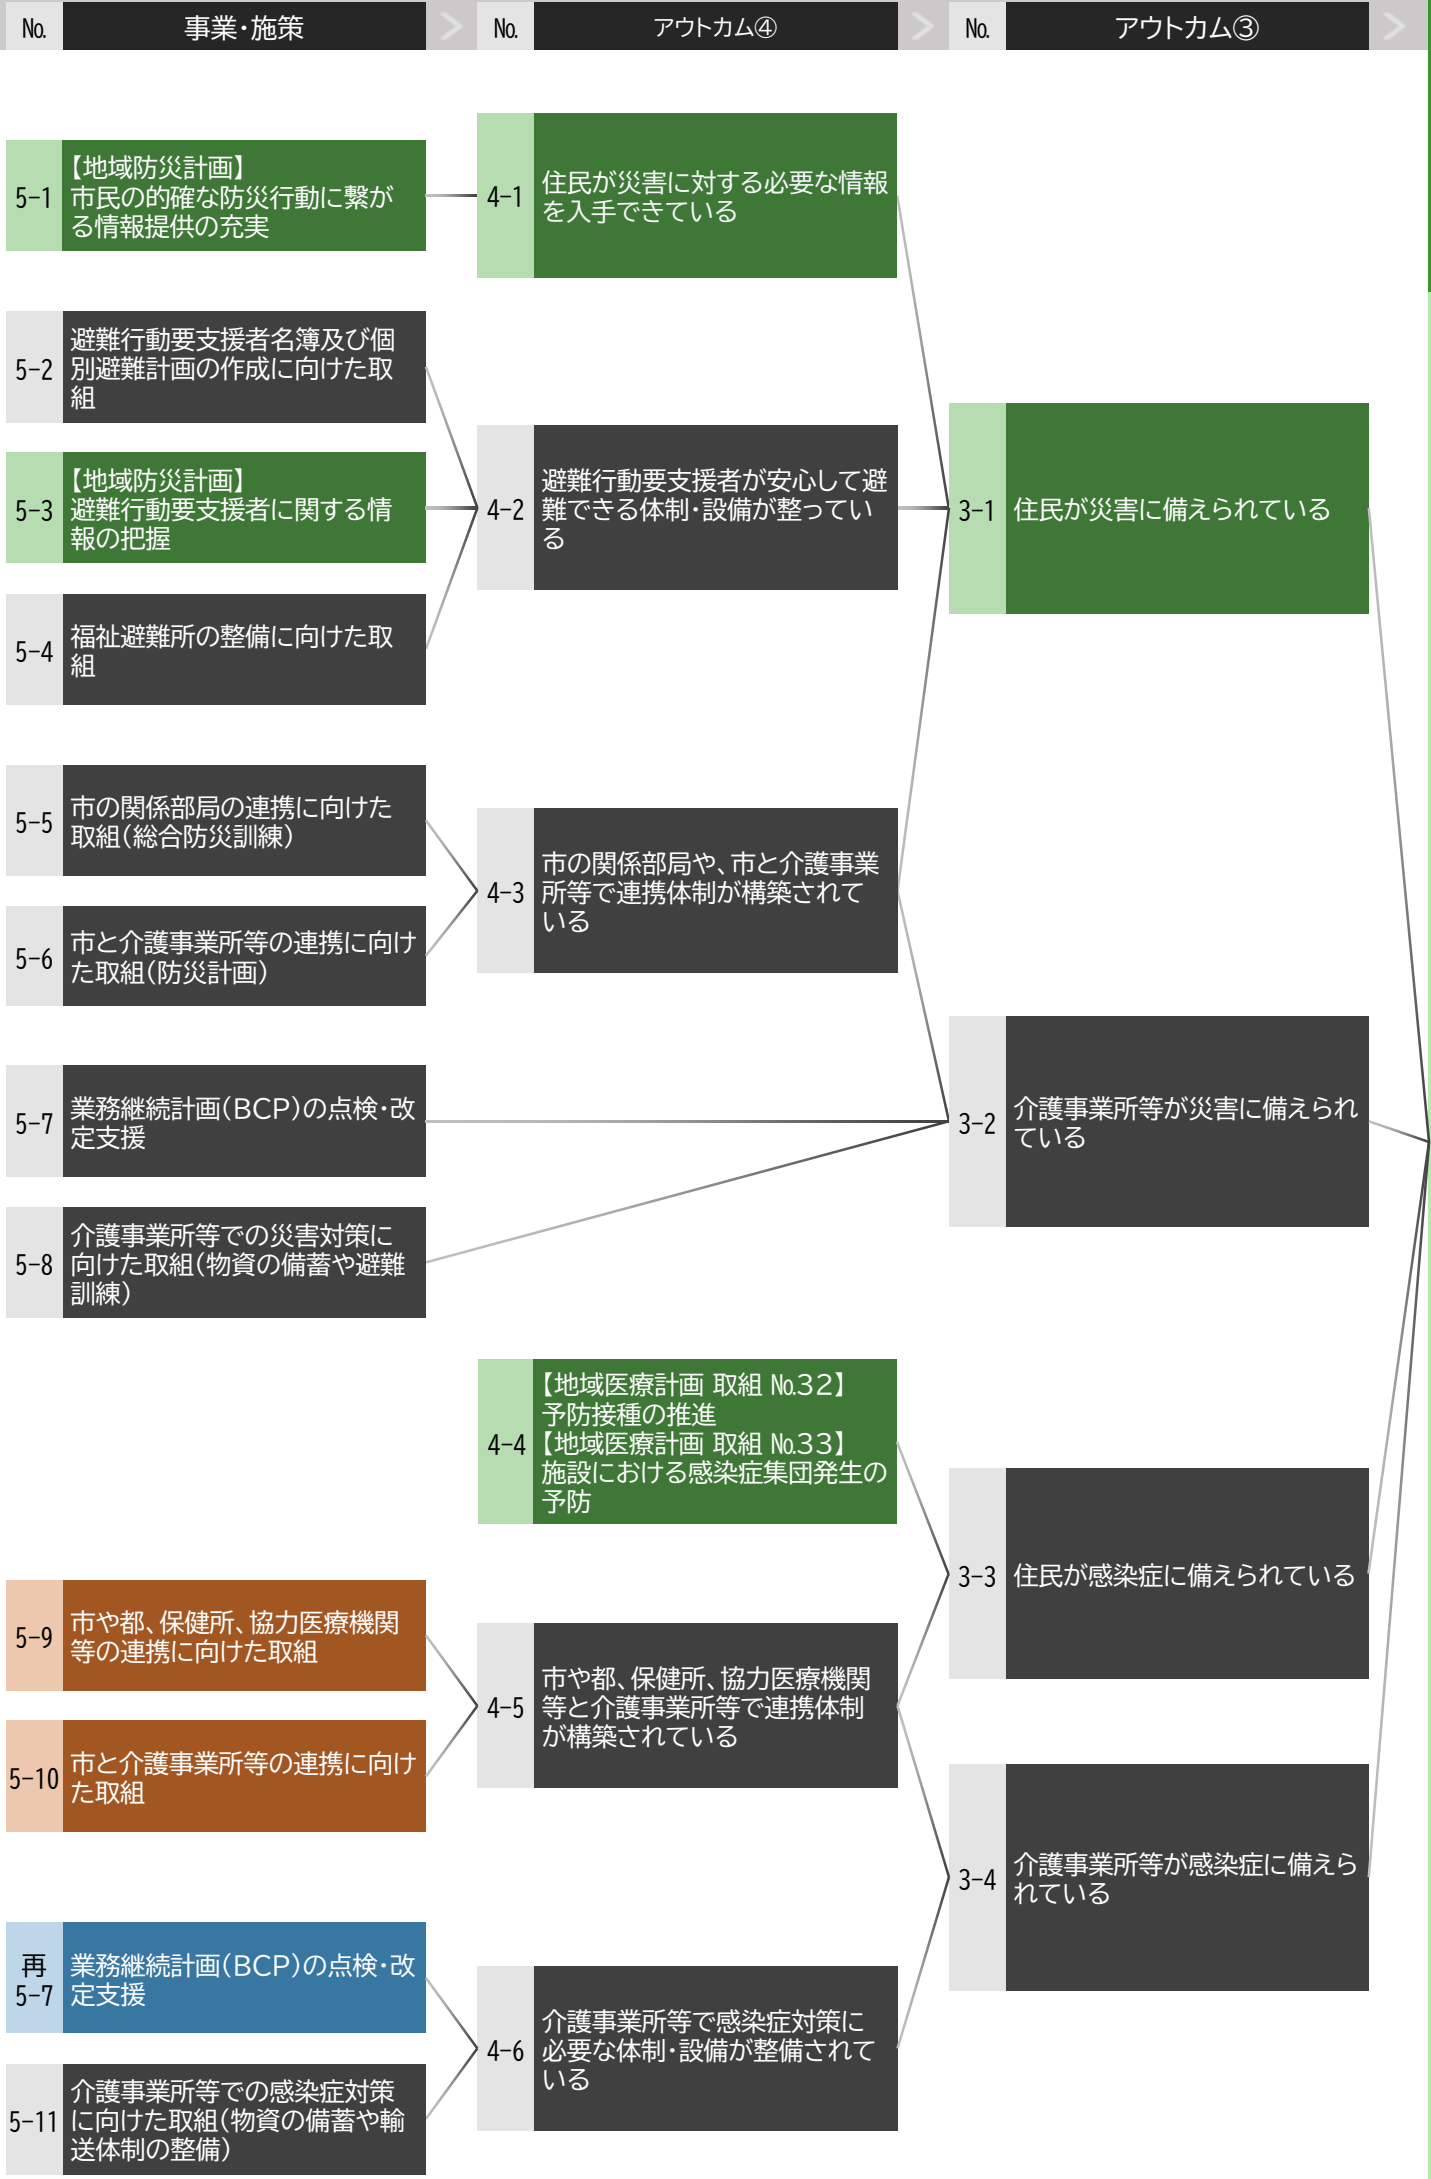 No.
事業・施策
No.
アウトカム④
No.
アウトカム③
5-1
【地域防災計画】
市民の的確な防災行動に繋が
る情報提供の充実
4-1
住民が災害に対する必要な情報
を入手できている
5-2
避難行動要支援者名簿及び個
別避難計画の作成に向けた取
組
5-3
【地域防災計画】
避難行動要支援者に関する情
報の把握
4-2
避難行動要支援者が安心して避
難できる体制・設備が整ってい
る
3-1
住民が災害に備えられている
5-4
福祉避難所の整備に向けた取
組
5-5
市の関係部局の連携に向けた
取組(総合防災訓練)
4-3
市の関係部局や、市と介護事業
所等で連携体制が構築されて
いる
5-6
市と介護事業所等の連携に向け
た取組(防災計画)
5-7
業務継続計画(BCP)の点検・改
定支援
3-2
介護事業所等が災害に備えられ
ている
5-8
介護事業所等での災害対策に
向けた取組(物資の備蓄や避難
訓練)
4-4
【地域医療計画 取組 No.32】
予防接種の推進
【地域医療計画 取組 No.33】
施設における感染症集団発生の
予防
3-3
住民が感染症に備えられている
5-9
市や都、保健所、協力医療機関
等の連携に向けた取組
4-5
市や都、保健所、協力医療機関
等と介護事業所等で連携体制
が構築されている
5-10
市と介護事業所等の連携に向け
た取組
3-4
介護事業所等が感染症に備えら
れている
再
5-7
業務継続計画(BCP)の点検・改
定支援
4-6
介護事業所等で感染症対策に
必要な体制・設備が整備されて
いる
5-11
介護事業所等での感染症対策
に向けた取組(物資の備蓄や輸
送体制の整備)